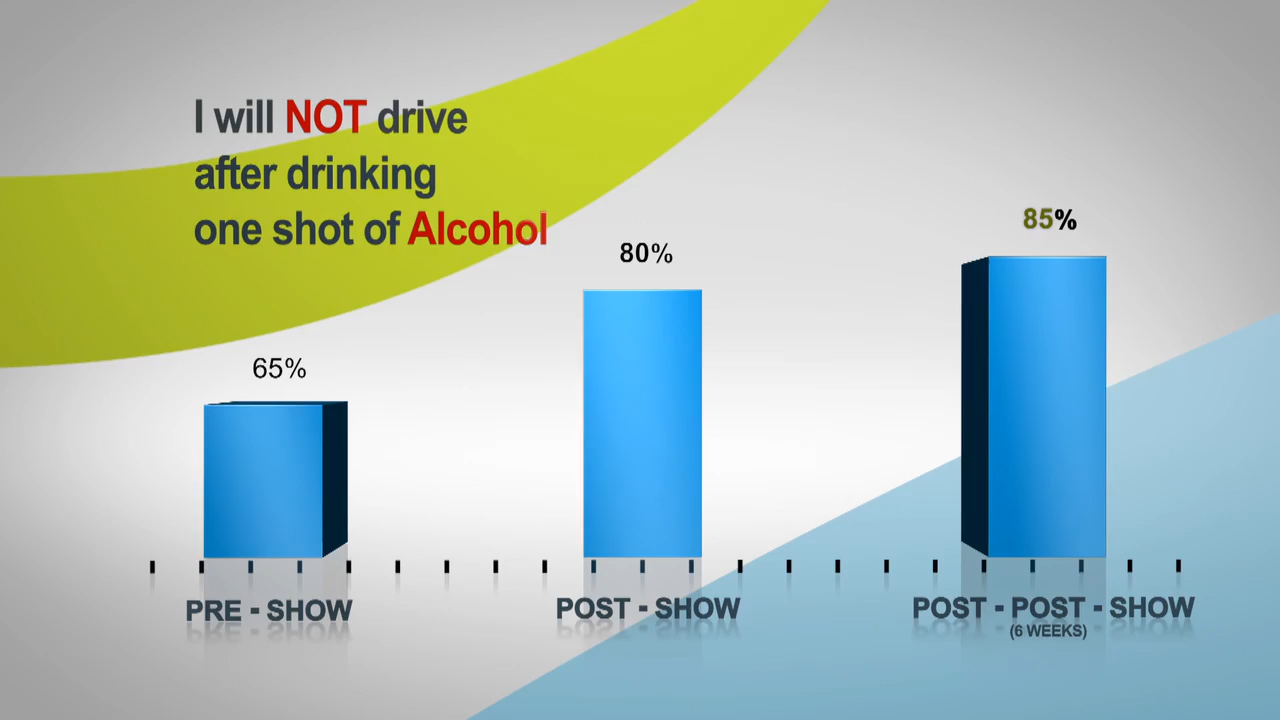 I will NOT drive
after drinking
one shot of Alcohol
65%
80%
85%
PRE - SHOW
POST - SHOW
POST - POST - SHOW
(6 WEEKS)